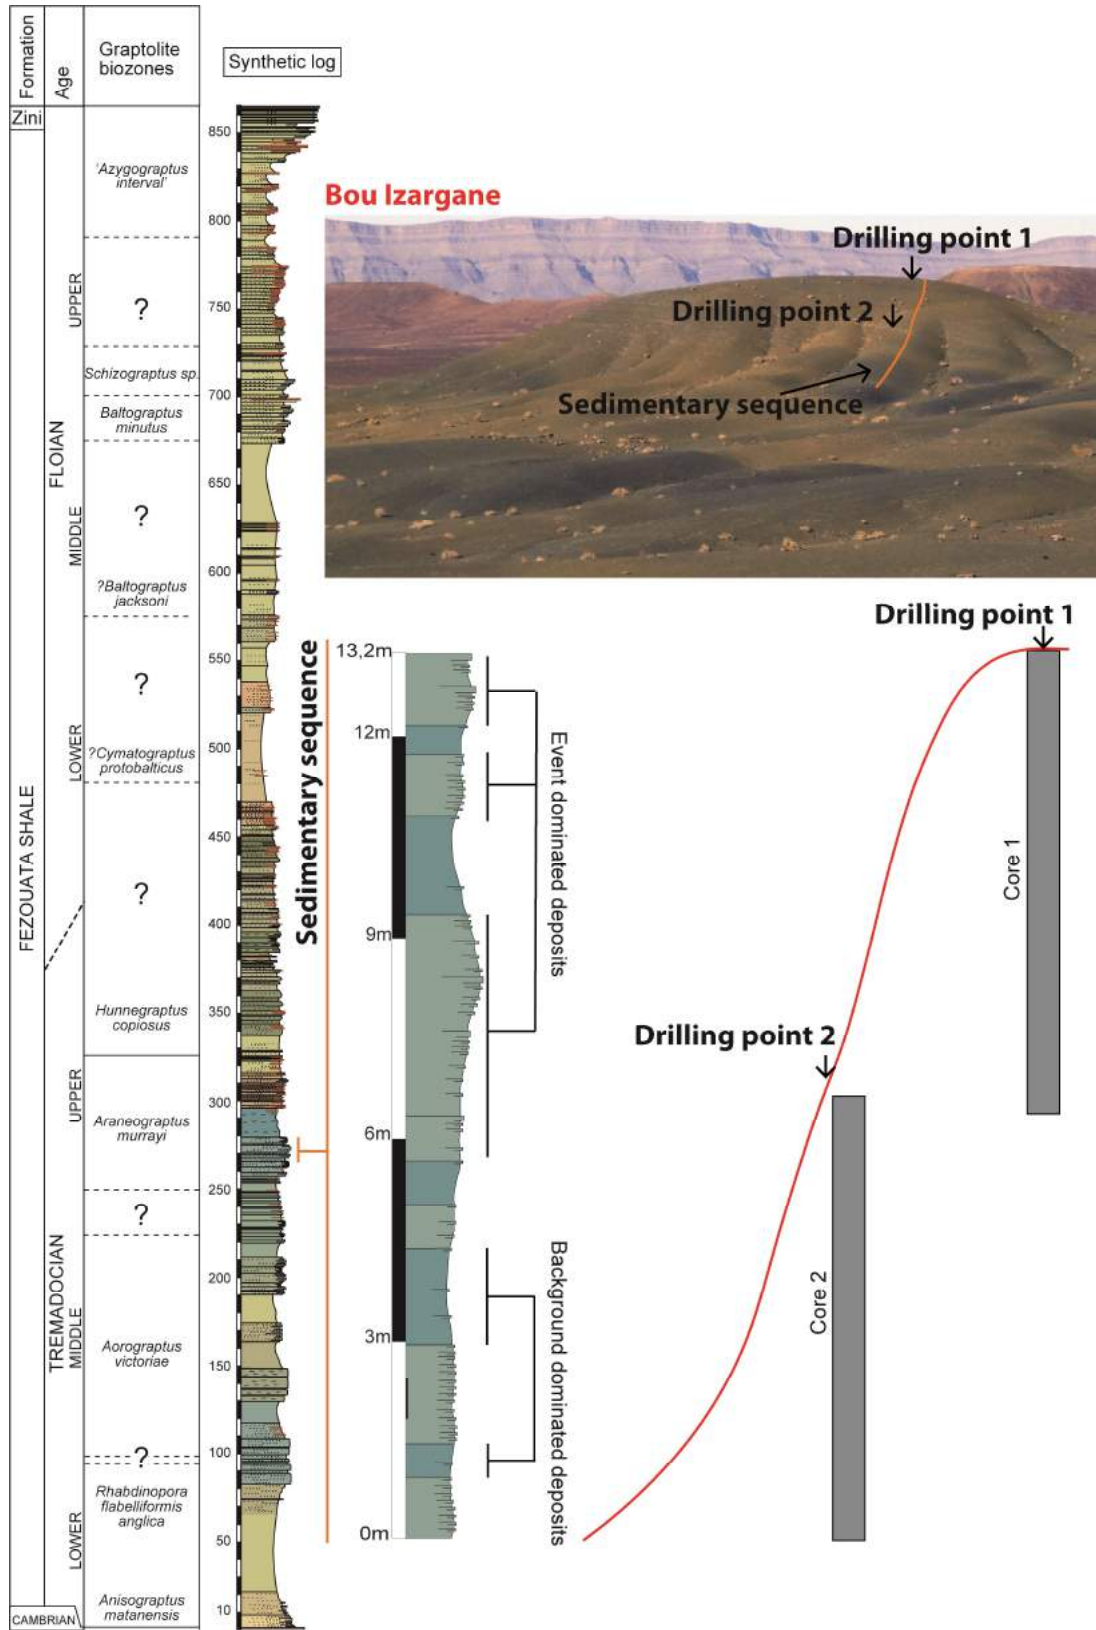 Formation
Age
Graptolite
biozones
Synthetic log
Zini
FEZOUATA SHALE
CAMBRIAN
FLOIAN
UPPER
MIDDLE
LOWER
TREMADOCIAN
UPPER
MIDDLE
LOWER
'Azygograptus
interval'
?
Schizograptus sp.
Baltograptus
minutus
?
?Baltograptus
jacksoni
?
?Cymatograptus
protobalticus
?
Hunnegraptus
copiosus
Araneograptus
murrayi
?
Aorograptus
victoriae
?
Rhabdinopora
flabelliformis
anglica
Anisograptus
matanensis
850
800
750
700
650
600
550
500
450
400
350
300
250
200
150
100
50
10
Bou Izargane
Drilling point 1
Drilling point 2
Sedimentary sequence
Sedimentary sequence
13,2m
12m
9m
6m
3m
0m
Event dominated deposits
Background dominated deposits
Drilling point 1
Core 1
Drilling point 2
Core 2